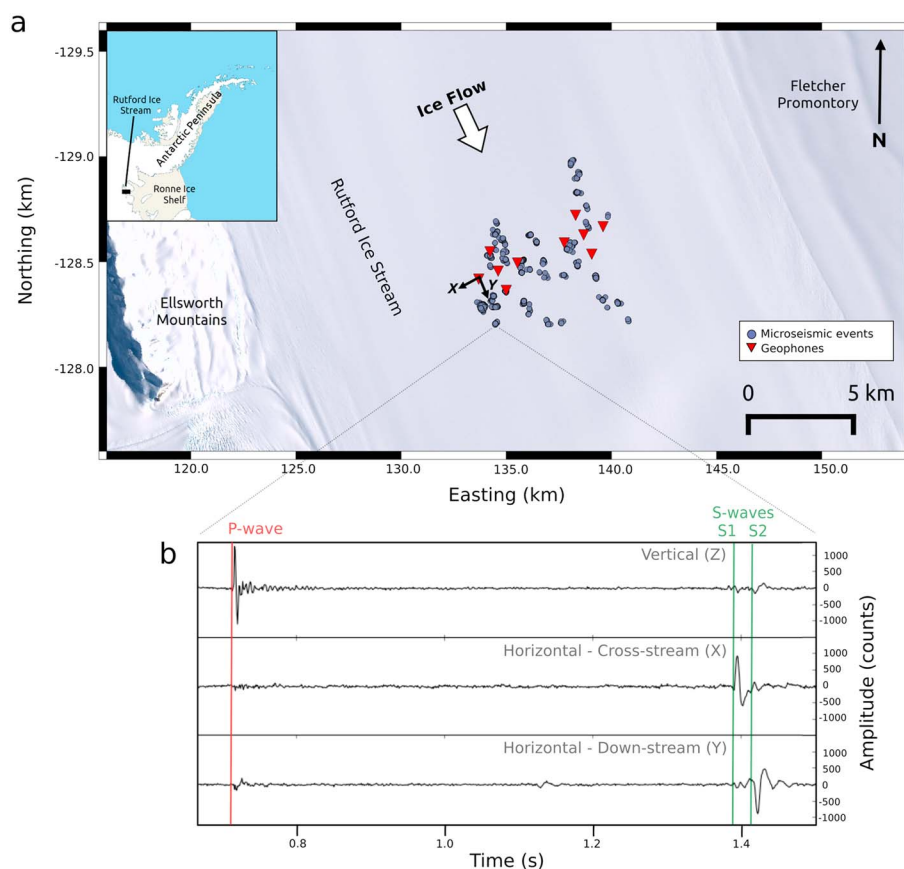 a
-129.5
-129.0
-128.5
-128.0
Northing (km)
Rutford Ice
Stream
Antarctic Peninsula
Ronne Ice
Shelf
Ice Flow
Fletcher
Promontory
N
Rutford Ice Stream
Ellsworth
Mountains
X
Y
Microseismic events
Geophones
0
5 km
120.0
125.0
130.0
135.0
140.0
145.0
150.0
Easting (km)
b
P-wave
S-waves
S1 S2
Vertical (Z)
1000
500
0
-500
-1000
Horizontal - Cross-stream (X)
1000
500
0
-500
-1000
Horizontal - Down-stream (Y)
1000
500
0
-500
-1000
Amplitude (counts)
0.8
1.0
1.2
1.4
Time (s)